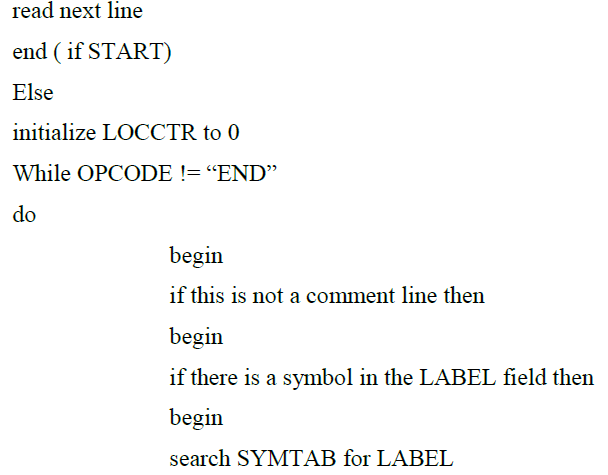 read next line
end ( if START)
Else
initialize LOCCTR to 0
While OPCODE != “END”
do
begin
if this is not a comment line then
begin
if there is a symbol in the LABEL field then
begin
search SYMTAB for LABEL